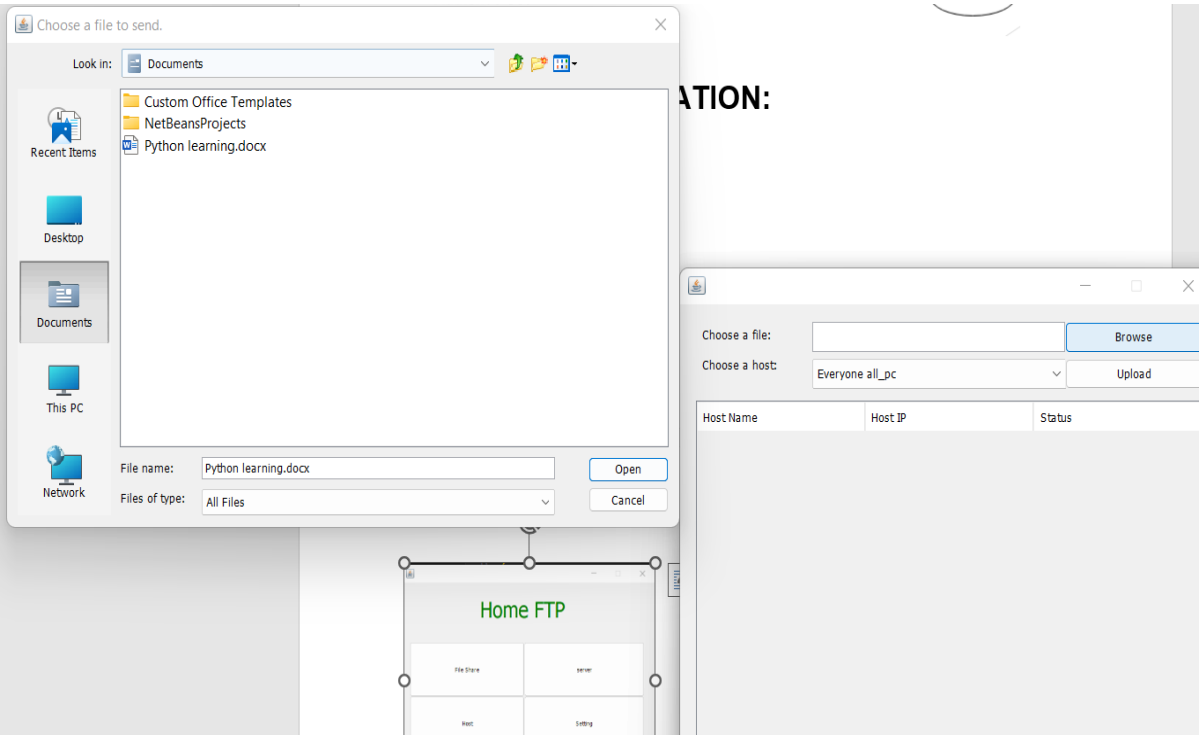 Choose a file to send.
Look in:
Documents
Custom Office Templates
NetBeansProjects
Python learning.docx
Recent Items
Desktop
Documents
This PC
Network
File name:
Python learning.docx
Open
Files of type:
All Files
Cancel
ATION:
Choose a file:
Browse
Choose a host:
Everyone all_pc
Upload
Host Name
Host IP
Status
Home FTP
File Share
server
Host
Setting